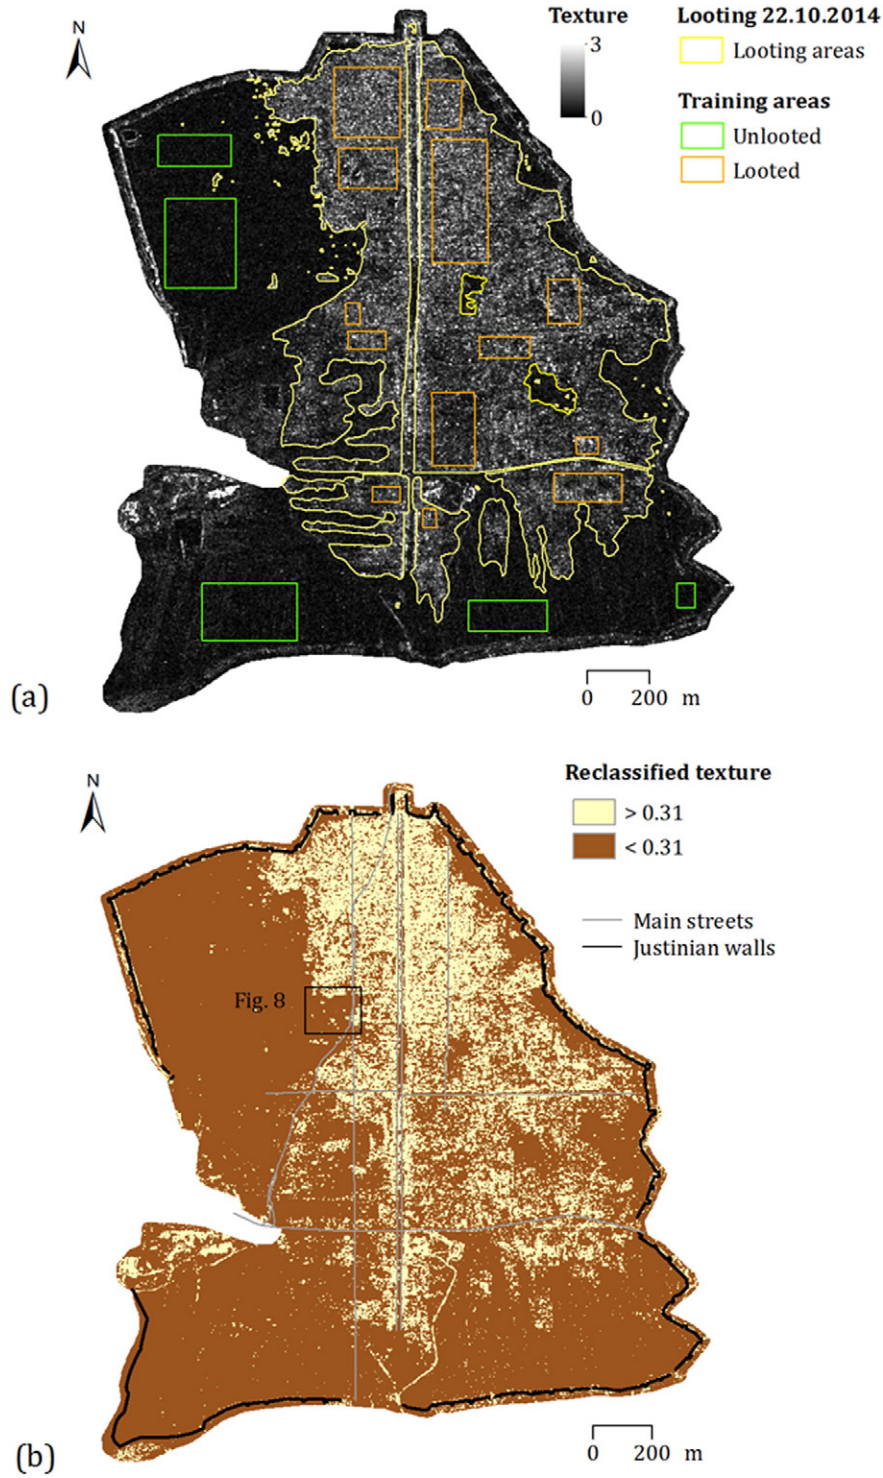 N
Texture
3
0
Looting 22.10.2014
Looting areas
Training areas
Unlooted
Looted
0 200 m
(a)
N
Reclassified texture
> 0.31
< 0.31
Main streets
Justinian walls
Fig. 8
0 200 m
(b)